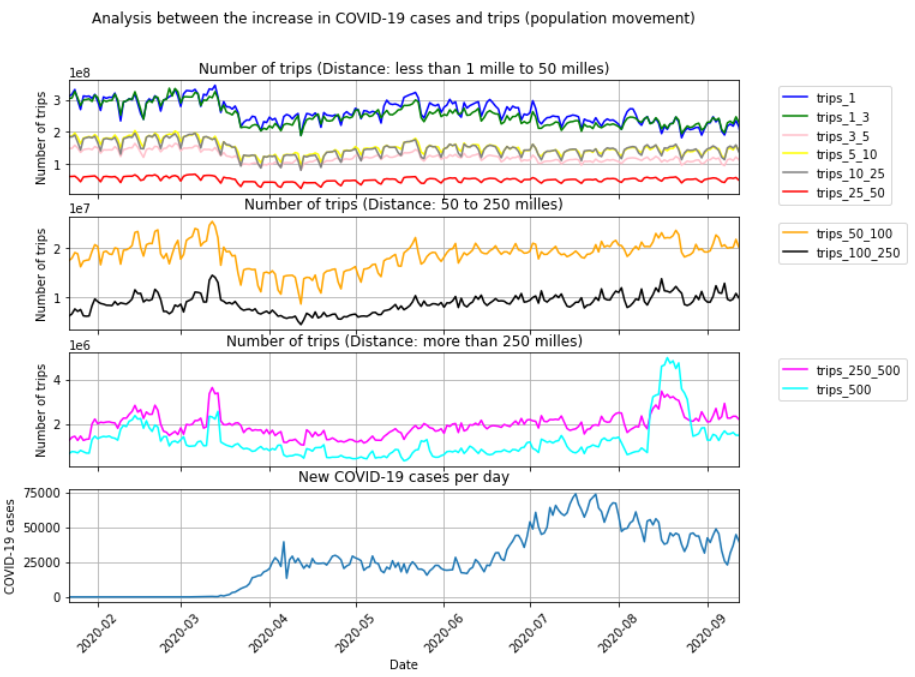 Analysis between the increase in COVID-19 cases and trips (population movement)
Number of trips (Distance: less than 1 mille to 50 milles)
1e8
Number of trips
3
2
1
trips_1
trips_1_3
trips_3_5
trips_5_10
trips_10_25
trips_25_50
Number of trips (Distance: 50 to 250 milles)
1e7
Number of trips
2
1
trips_50_100
trips_100_250
Number of trips (Distance: more than 250 milles)
1e6
Number of trips
4
2
trips_250_500
trips_500
New COVID-19 cases per day
COVID-19 cases
75000
50000
25000
0
2020-02
2020-03
2020-04
2020-05
2020-06
2020-07
2020-08
2020-09
Date